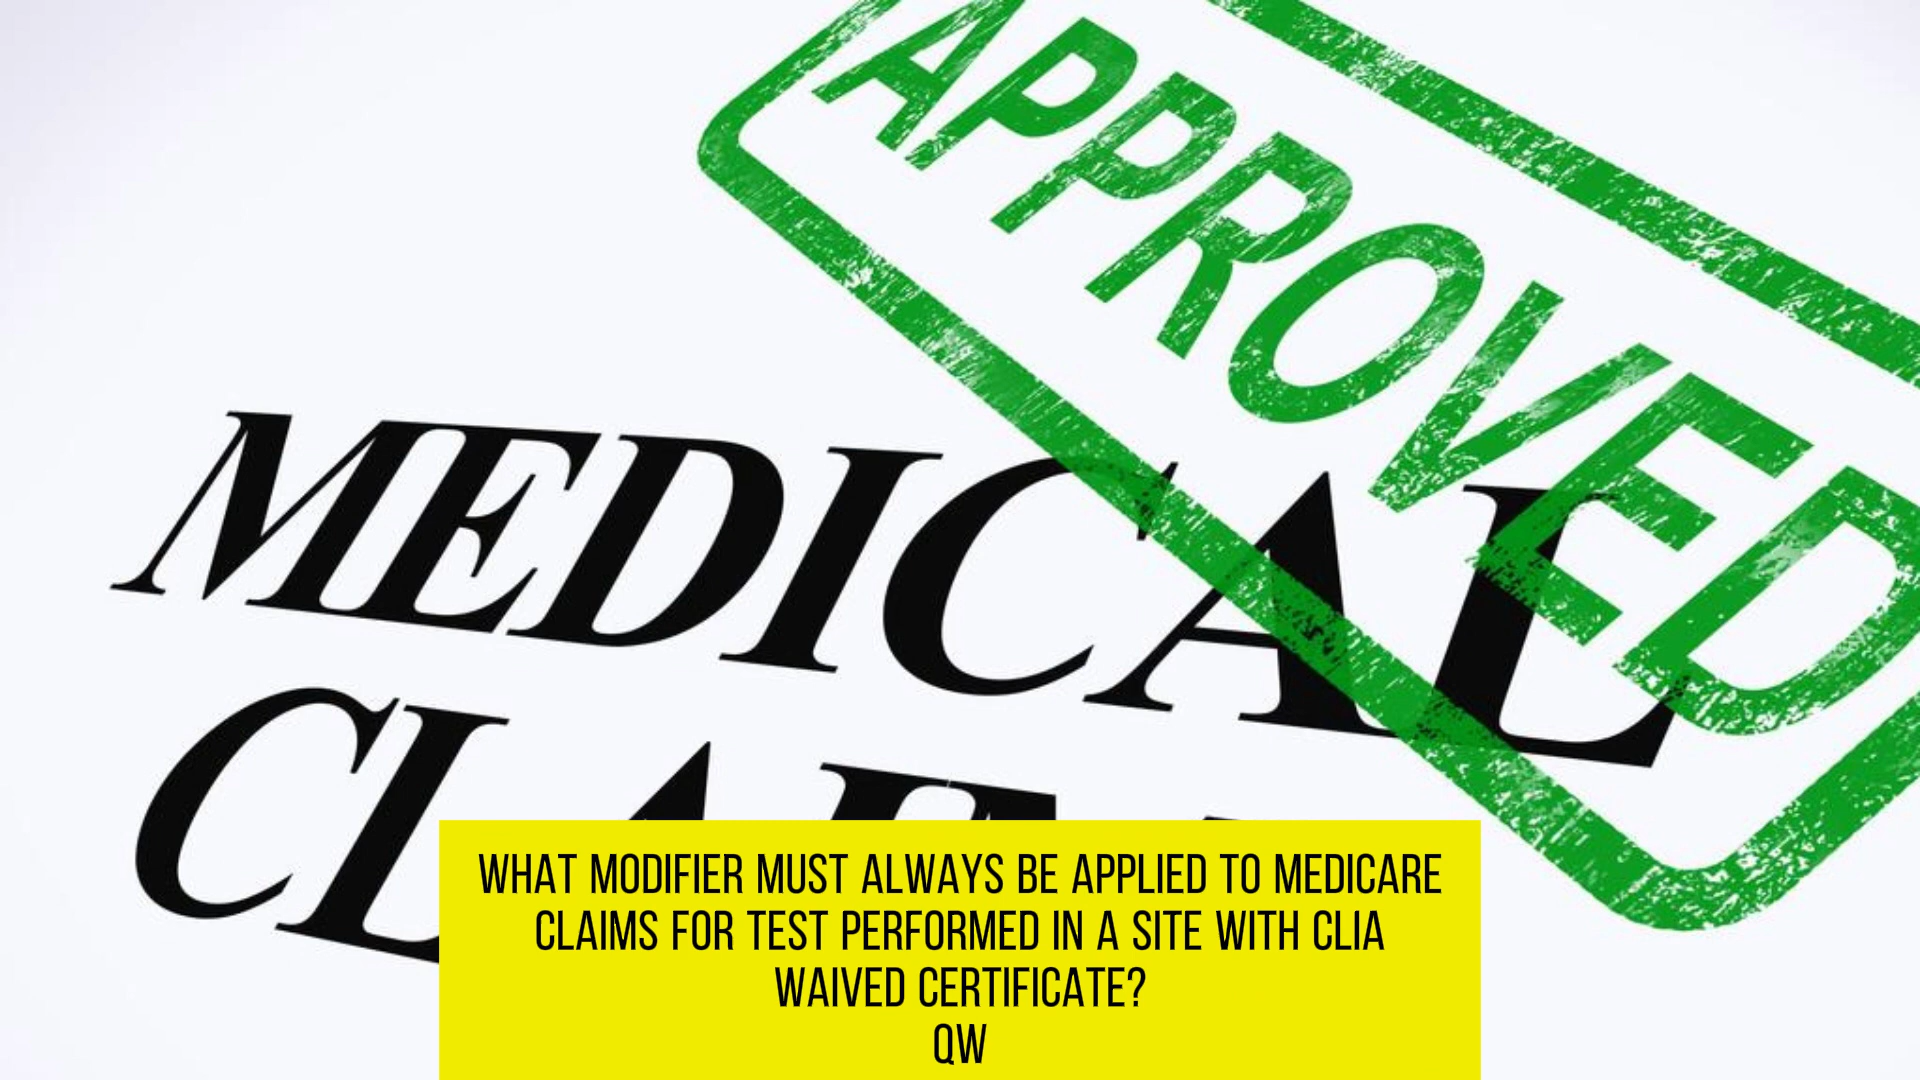 APPROVED
MEDICAL
WHAT MODIFIER MUST ALWAYS BE APPLIED TO MEDICARE
CLAIMS FOR TEST PERFORMED IN A SITE WITH CLIA
WAIVED CERTIFICATE?
QW